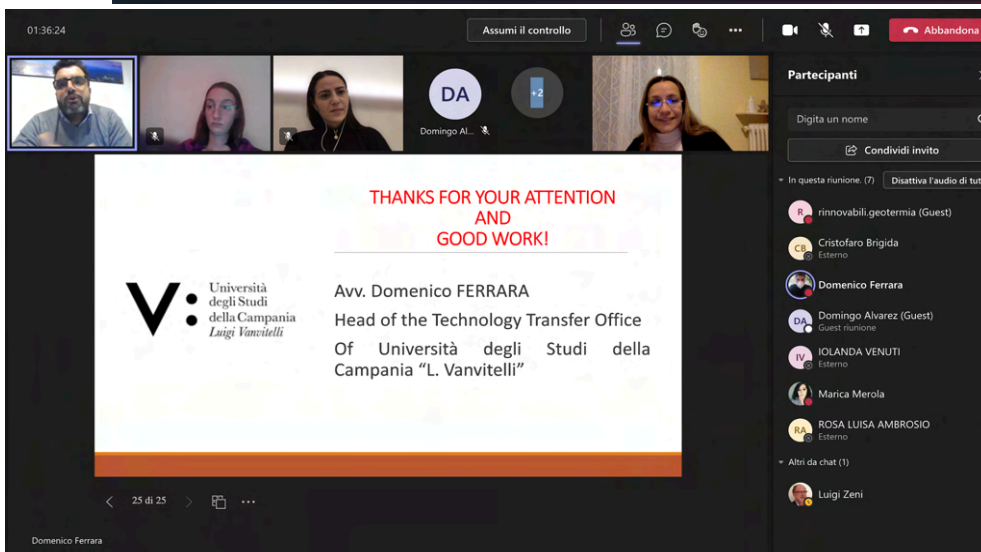 01:36:24
Assumi il controllo
Abbandona
DA
Domingo Al...
+2
THANKS FOR YOUR ATTENTION
AND
GOOD WORK!
Università
degli Studi
della Campania
Luigi Vanvitelli
V:
Avv. Domenico FERRARA
Head of the Technology Transfer Office
Of Università degli Studi della
Campania “L. Vanvitelli”
25 di 25
Domenico Ferrara
Partecipanti
Digita un nome
Condividi invito
In questa riunione. (7)
Disattiva l'audio di tut
R
rinnovabili.geotermia (Guest)
CB
Cristofaro Brigida
Esterno
Domenico Ferrara
DA
Domingo Alvarez (Guest)
Guest riunione
IV
IOLANDA VENUTI
Esterno
Marica Merola
RA
ROSA LUISA AMBROSIO
Esterno
Altri da chat (1)
Luigi Zeni